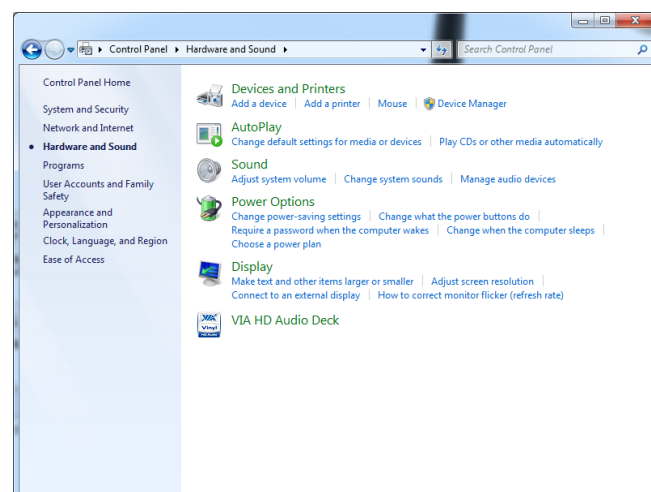 Control Panel Hardware and Sound Search Control Panel
Control Panel Home
System and Security
Network and Internet
Hardware and Sound
Programs
User Accounts and Family
Safety
Appearance and
Personalization
Clock, Language, and Region
Ease of Access
Devices and Printers
Add a device Add a printer Mouse Device Manager
AutoPlay
Change default settings for media or devices Play CDs or other media automatically
Sound
Adjust system volume Change system sounds Manage audio devices
Power Options
Change power-saving settings Change what the power buttons do
Require a password when the computer wakes Change when the computer sleeps
Choose a power plan
Display
Make text and other items larger or smaller Adjust screen resolution
Connect to an external display How to correct monitor flicker (refresh rate)
VIA
Vinyl
HD AUDIO
VIA HD Audio Deck